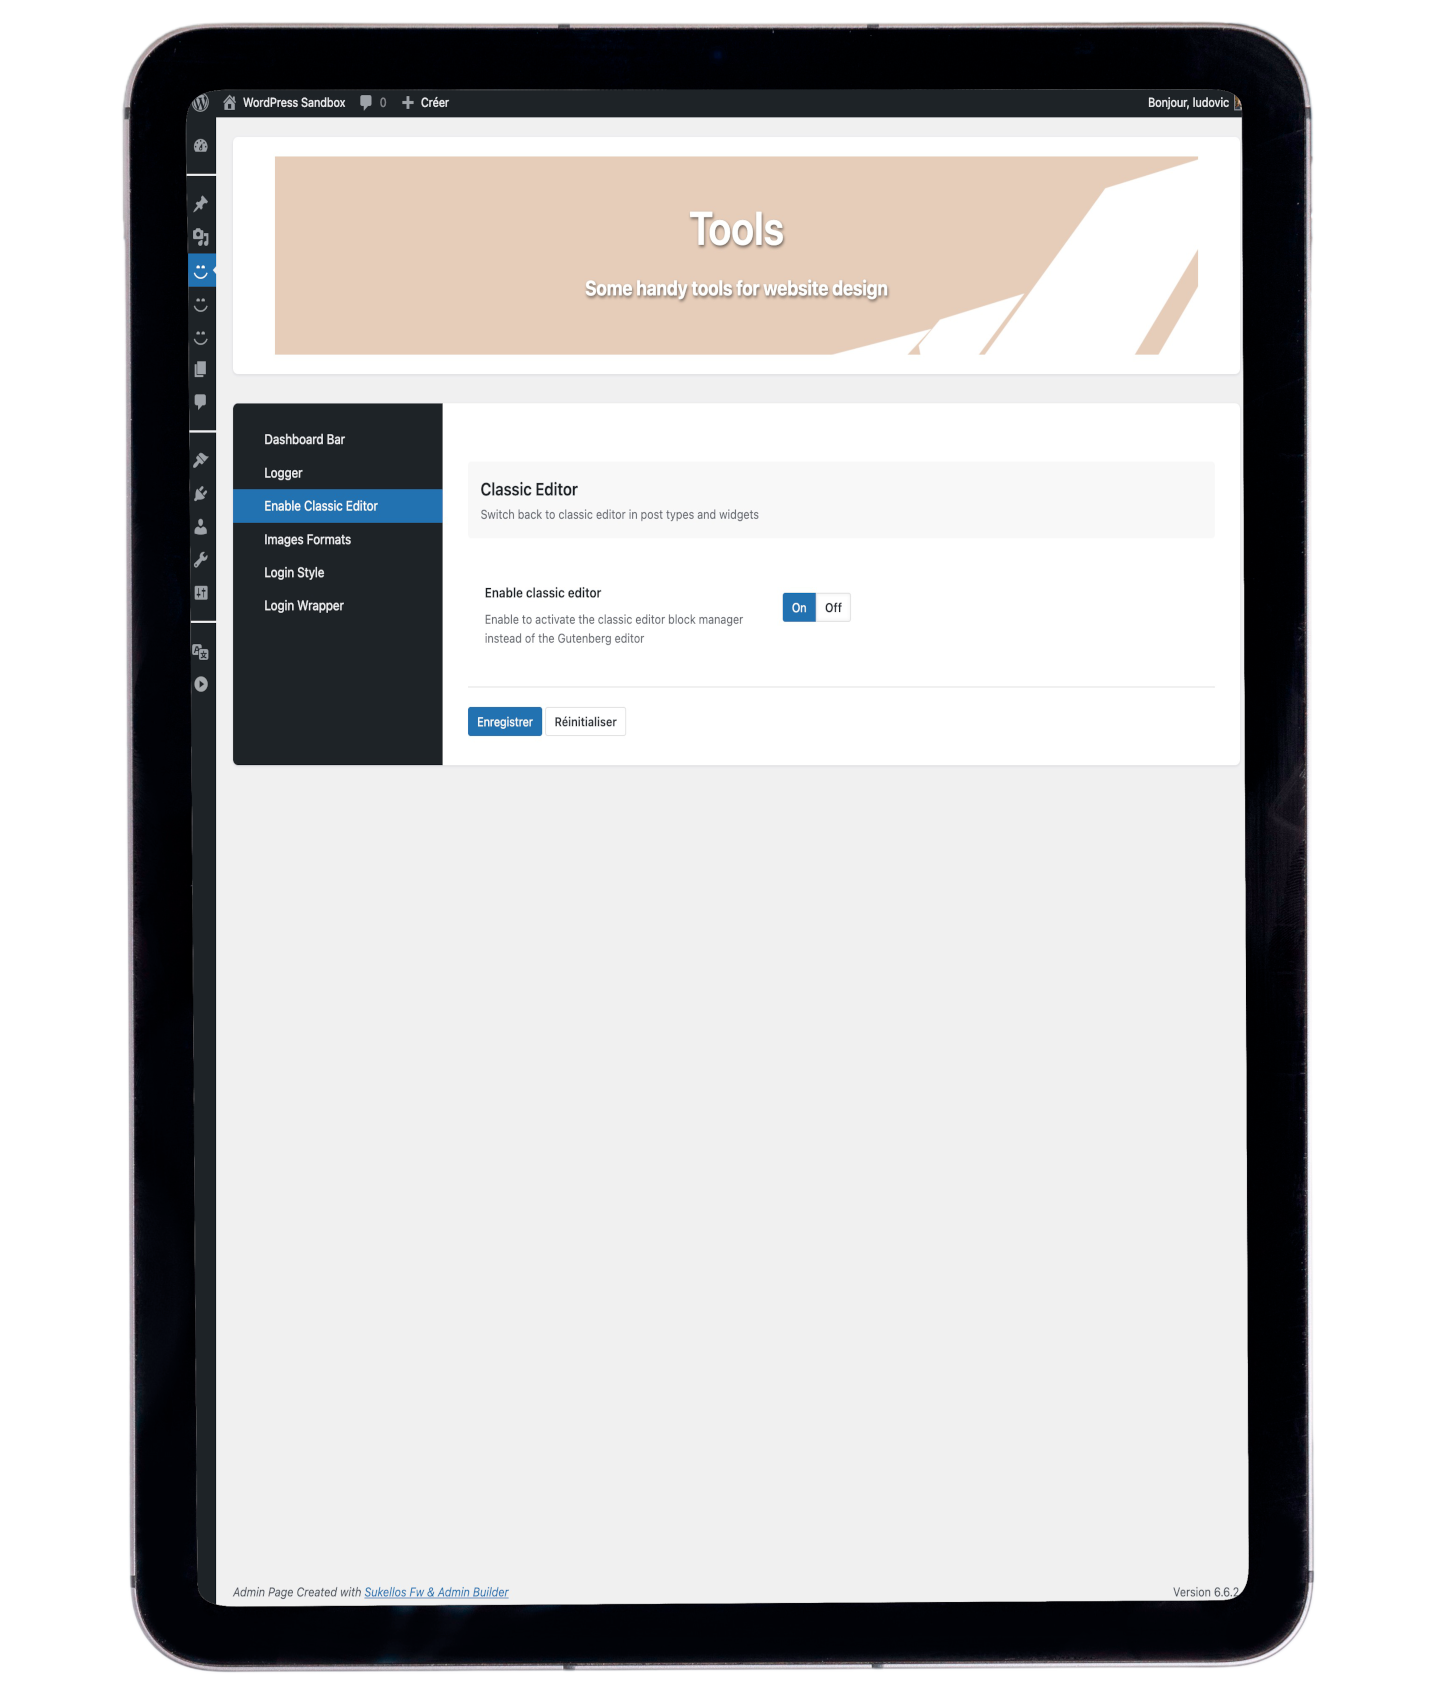 WordPress Sandbox 0 Créer Bonjour, ludovic
Tools
Some handy tools for website design
Dashboard Bar
Logger
Enable Classic Editor
Images Formats
Login Style
Login Wrapper
Classic Editor
Switch back to classic editor in post types and widgets
Enable classic editor
Enable to activate the classic editor block manager
instead of the Gutenberg editor
On Off
Enregistrer Réinitialiser
Admin Page Created with Sukellos Fw & Admin Builder
Version 6.6.2